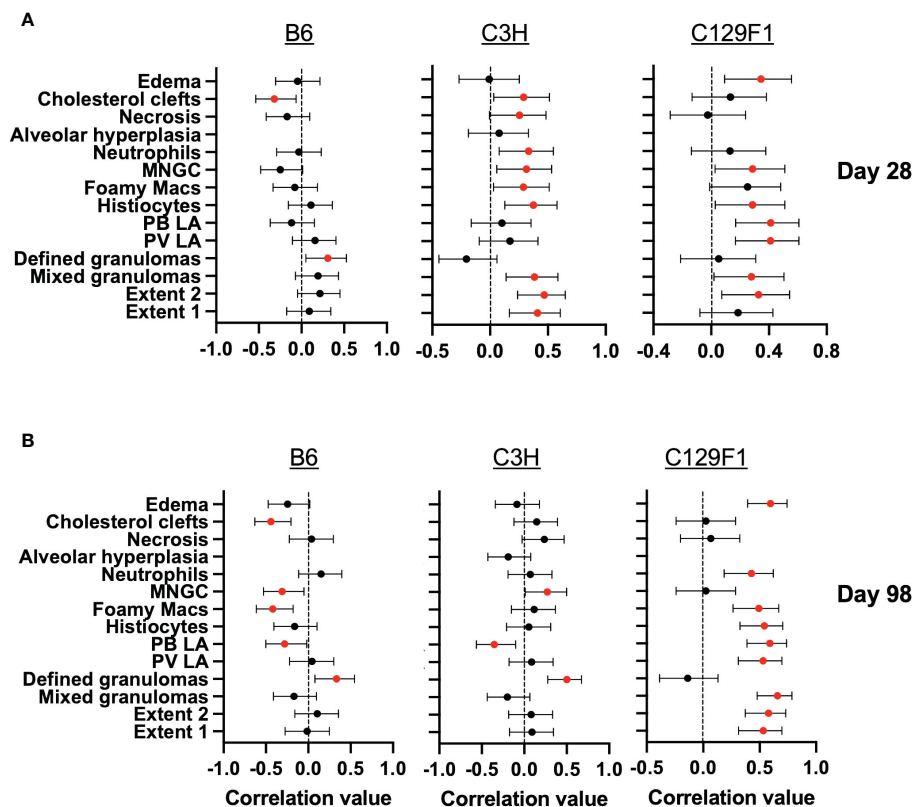 A
B6 C3H C129F1
Edema
Cholesterol clefts
Necrosis
Alveolar hyperplasia
Neutrophils
MNGC
Foamy Macs
Histiocytes
PB LA
PV LA
Defined granulomas
Mixed granulomas
Extent 2
Extent 1
Day 28
-1.0 -0.5 0.0 0.5 1.0 -0.5 0.0 0.5 1.0 -0.4 0.0 0.4 0.8
B
B6 C3H C129F1
Edema
Cholesterol clefts
Necrosis
Alveolar hyperplasia
Neutrophils
MNGC
Foamy Macs
Histiocytes
PB LA
PV LA
Defined granulomas
Mixed granulomas
Extent 2
Extent 1
Day 98
-1.0 -0.5 0.0 0.5 1.0 -1.0 -0.5 0.0 0.5 1.0 -0.5 0.0 0.5 1.0
Correlation value Correlation value Correlation value